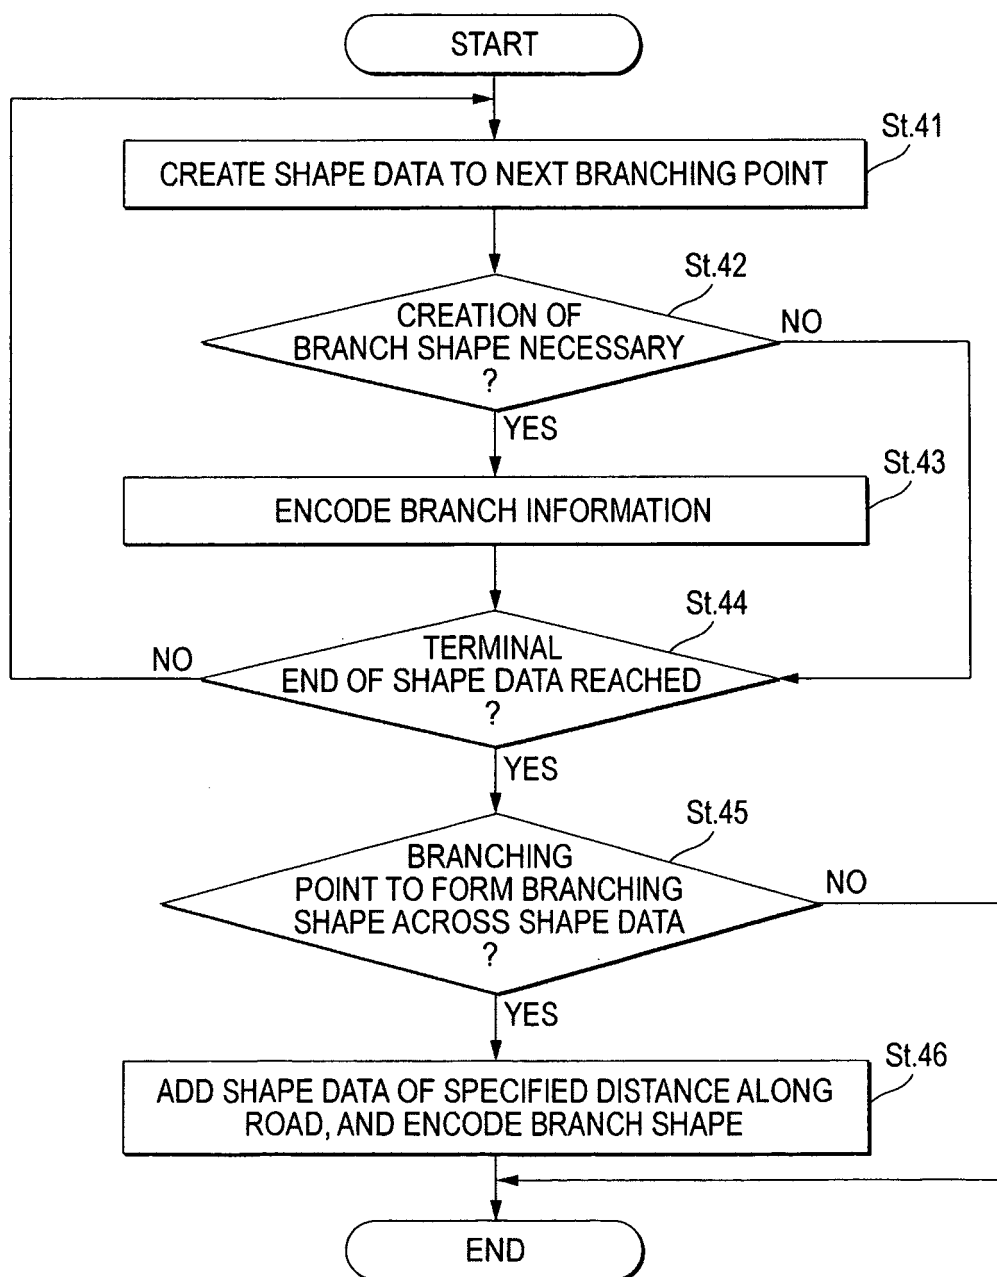 START
St.41
CREATE SHAPE DATA TO NEXT BRANCHING POINT
St.42
CREATION OF
BRANCH SHAPE NECESSARY
?
NO
YES
St.43
ENCODE BRANCH INFORMATION
St.44
TERMINAL
END OF SHAPE DATA REACHED
?
NO
YES
St.45
BRANCHING
POINT TO FORM BRANCHING
SHAPE ACROSS SHAPE DATA
?
NO
YES
St.46
ADD SHAPE DATA OF SPECIFIED DISTANCE ALONG
ROAD, AND ENCODE BRANCH SHAPE
END